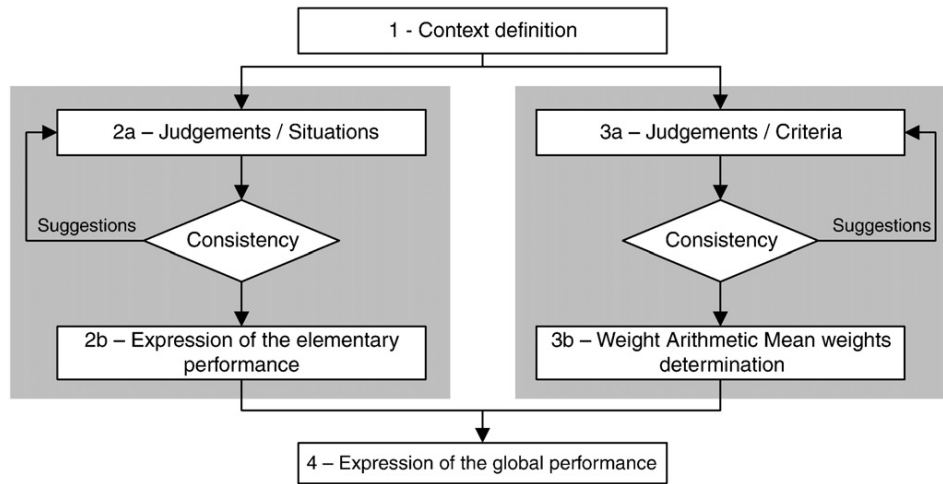 1 - Context definition
2a – Judgements / Situations
3a – Judgements / Criteria
Suggestions
Consistency
Consistency
Suggestions
2b – Expression of the elementary
performance
3b – Weight Arithmetic Mean weights
determination
4 – Expression of the global performance